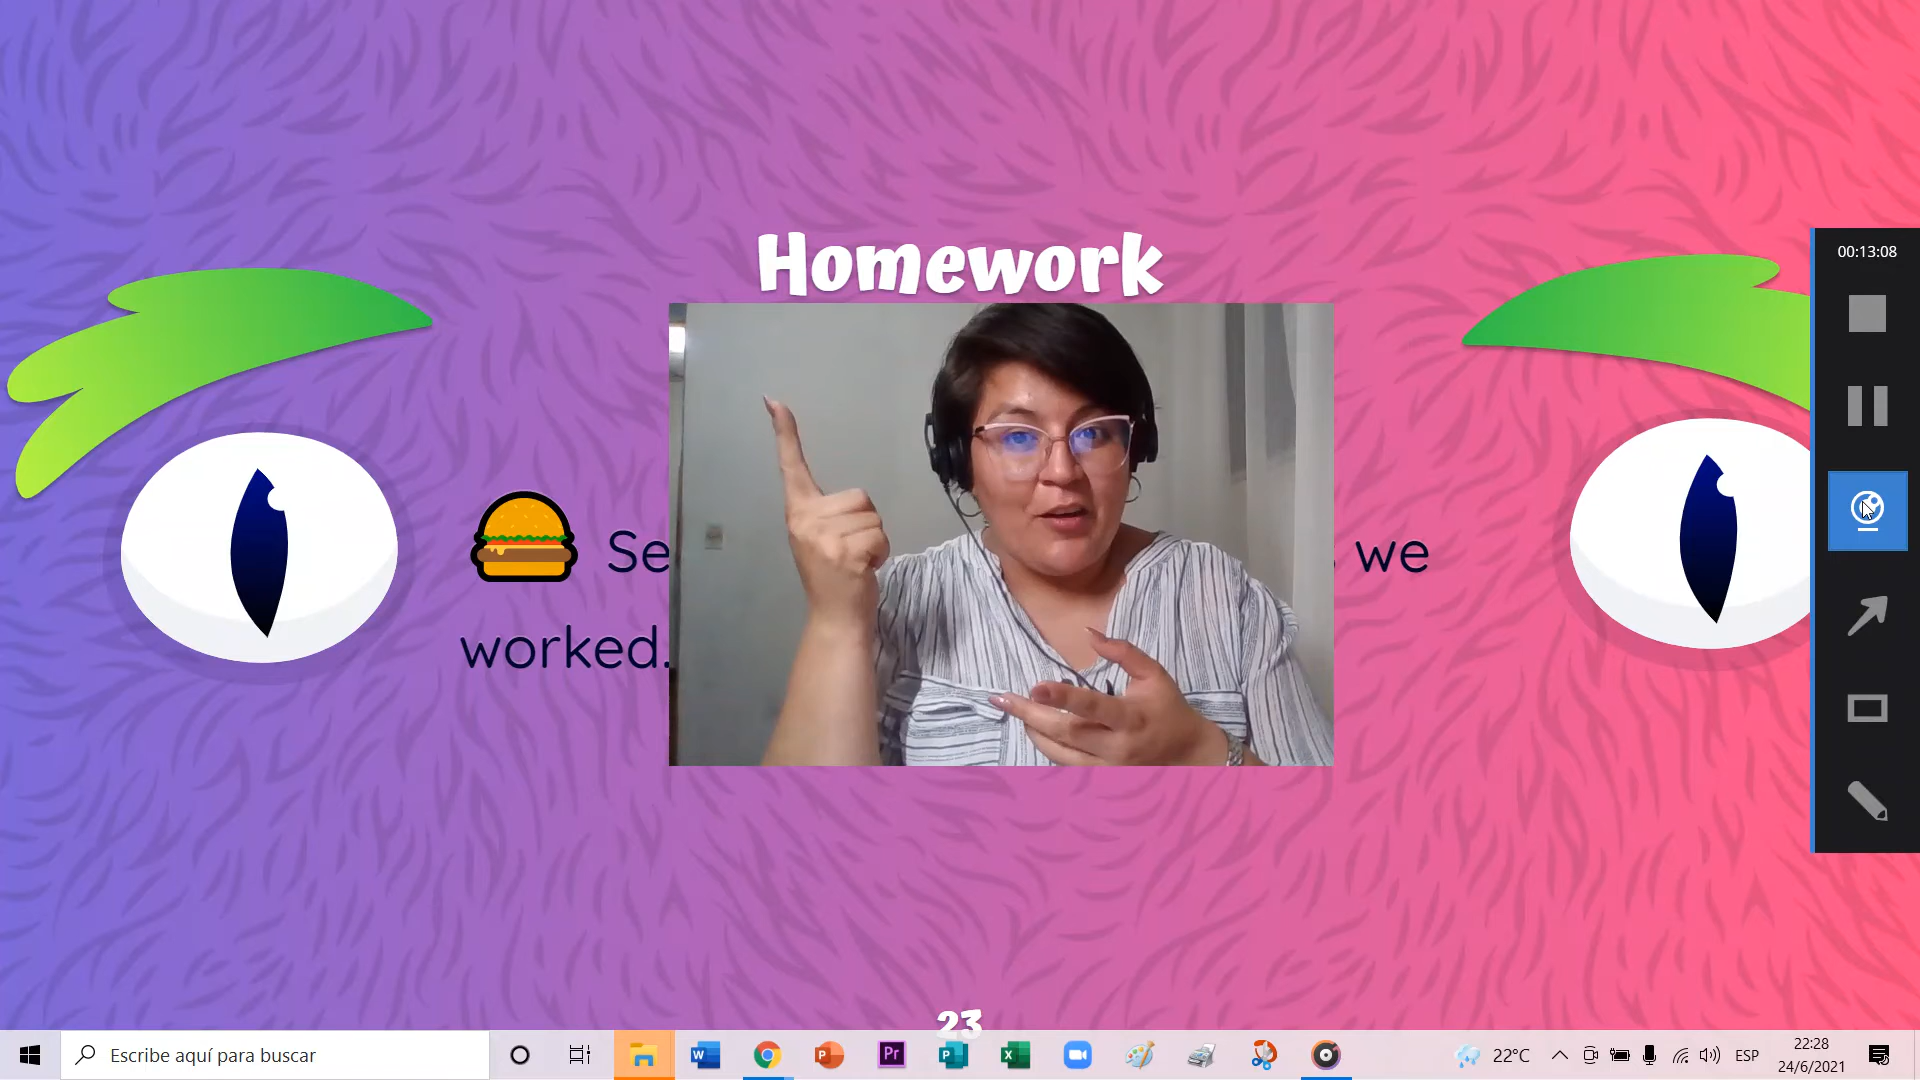 Homework
00:13:08
Se we
worked.
23
Escribe aquí para buscar
22°C
ESP
22:28
24/6/2021